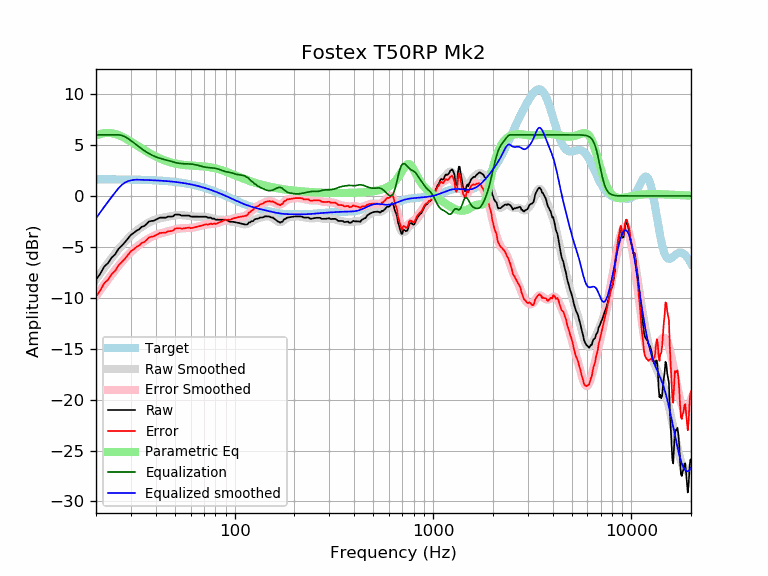 Fostex T50RP Mk2
Amplitude (dBr)
10
5
0
−5
−10
−15
−20
−25
−30
Target
Raw Smoothed
Error Smoothed
Raw
Error
Parametric Eq
Equalization
Equalized smoothed
100
1000
10000
Frequency (Hz)